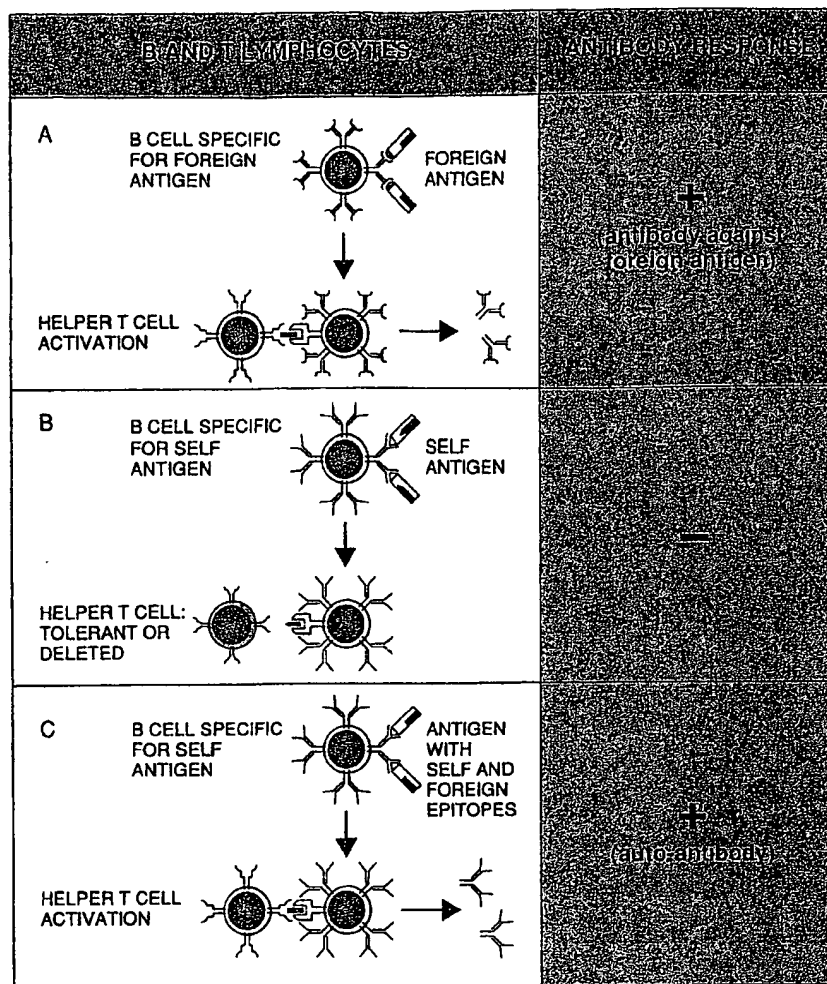 B AND T LYMPHOCYTES
ANTIBODY RESPONSE
A
B CELL SPECIFIC
FOR FOREIGN
ANTIGEN
FOREIGN
ANTIGEN
HELPER T CELL
ACTIVATION
+
(antibody against
foreign antigen)
B
B CELL SPECIFIC
FOR SELF
ANTIGEN
SELF
ANTIGEN
HELPER T CELL:
TOLERANT OR
DELETED
−
C
B CELL SPECIFIC
FOR SELF
ANTIGEN
ANTIGEN
WITH
SELF AND
FOREIGN
EPITOPES
HELPER T CELL
ACTIVATION
+
(auto-antibody)